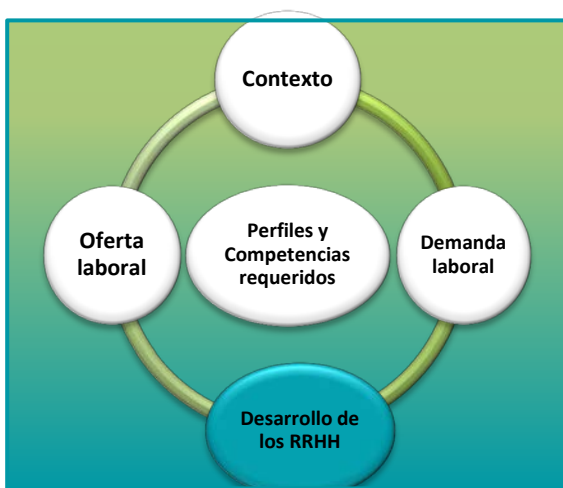 Contexto
Oferta
laboral
Perfiles y
Competencias
requeridos
Demanda
laboral
Desarrollo de
los RRHH